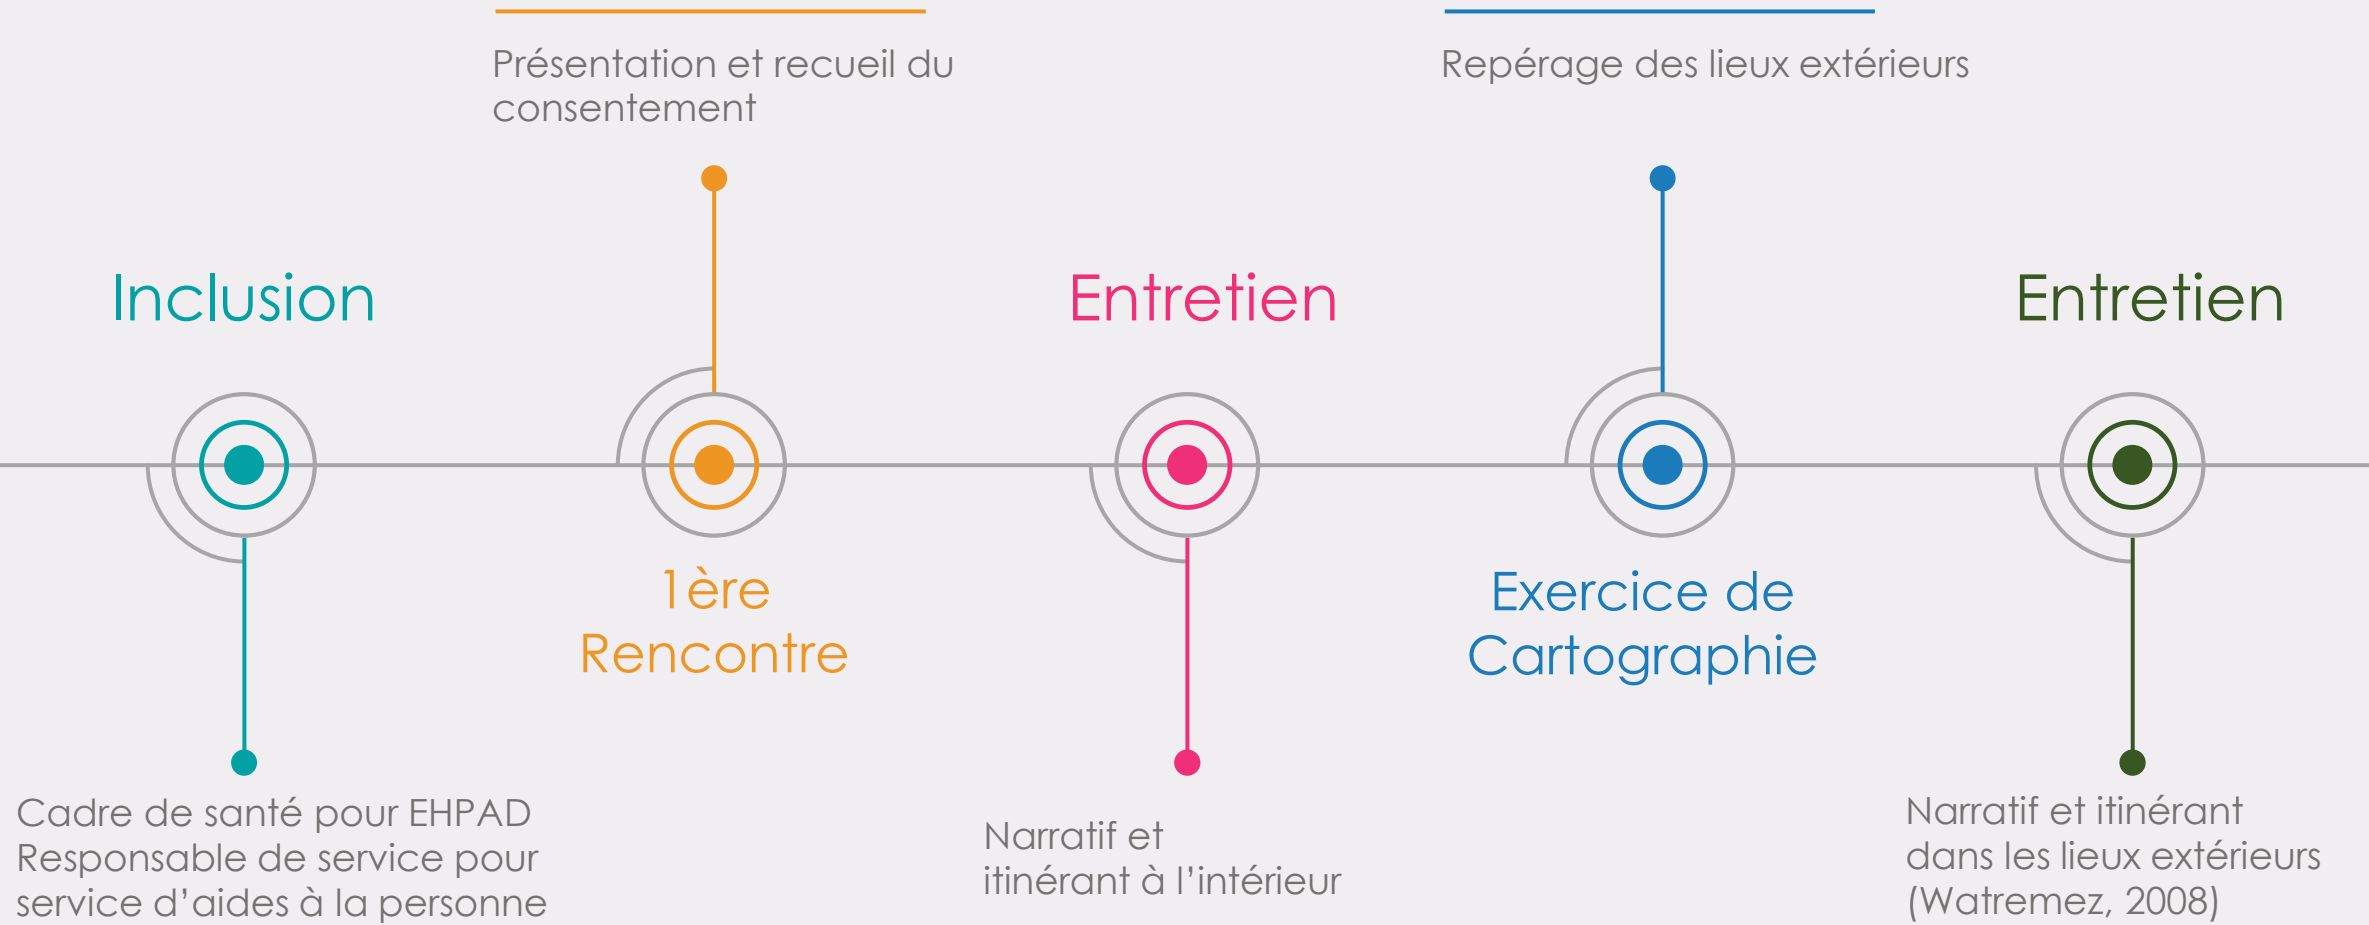 Inclusion
Cadre de santé pour EHPAD
Responsable de service pour
service d’aides à la personne
Présentation et recueil du
consentement
1ère
Rencontre
Entretien
Narratif et
itinérant à l’intérieur
Repérage des lieux extérieurs
Exercice de
Cartographie
Entretien
Narratif et itinérant
dans les lieux extérieurs
(Watremez, 2008)